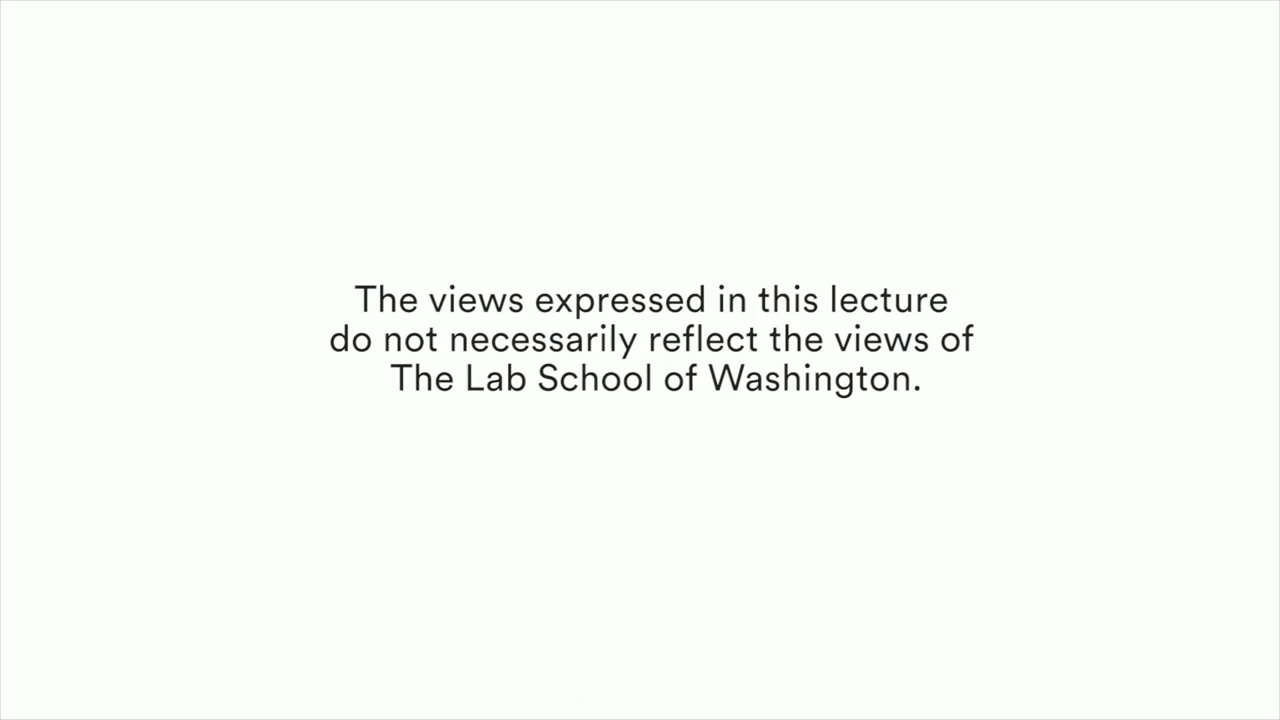 The views expressed in this lecture
do not necessarily reflect the views of
The Lab School of Washington.